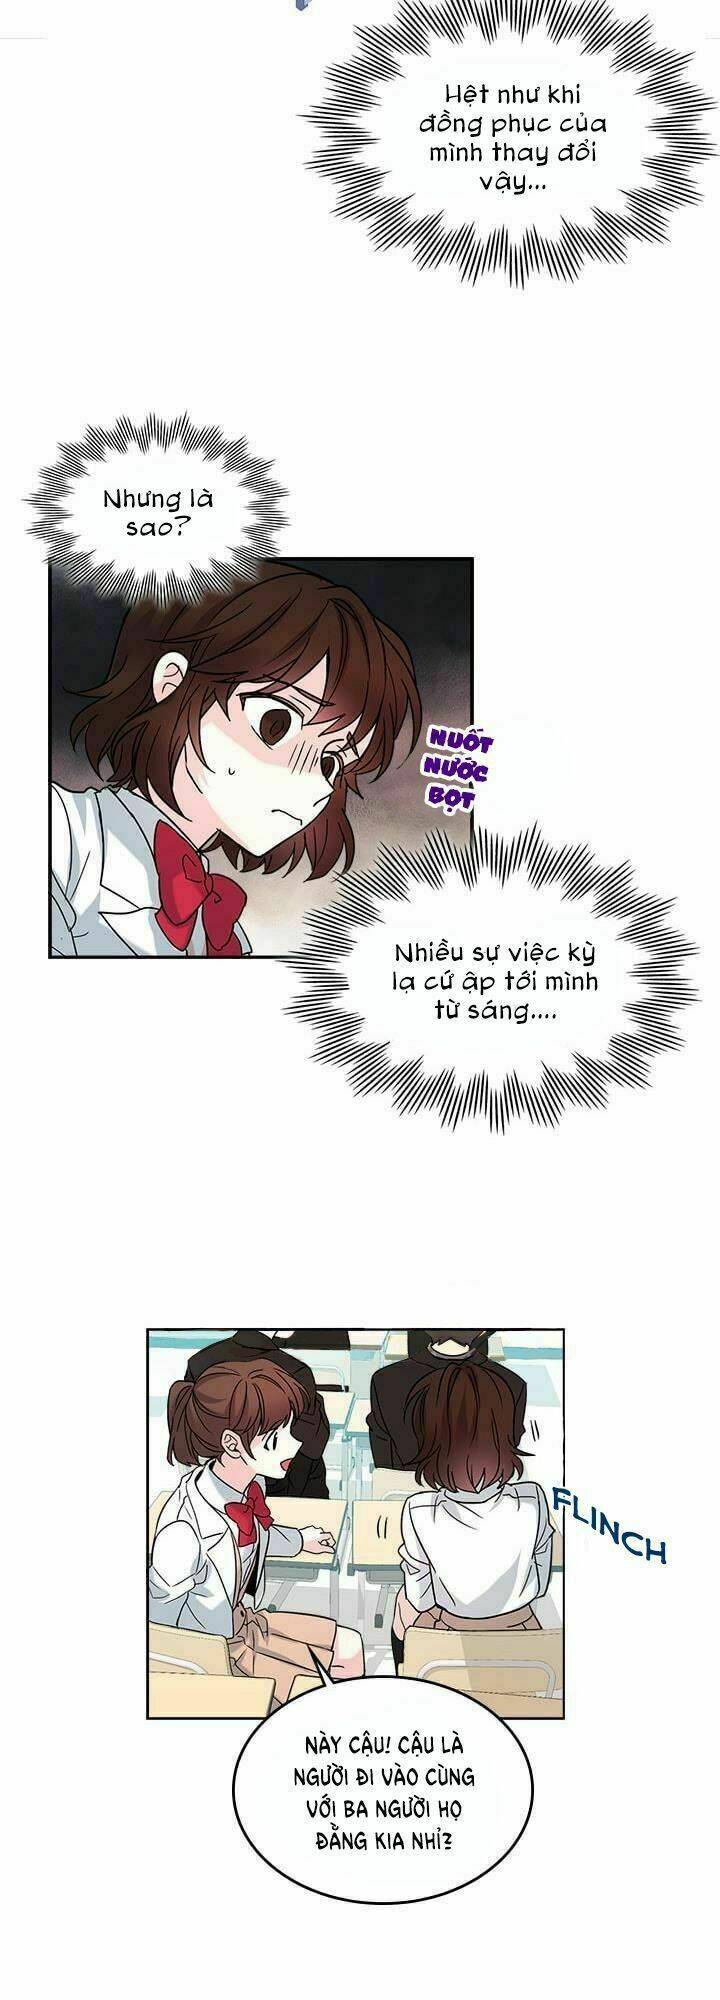 Hệt như khi
đồng phục của
mình thay đổi
vậy...
Nhưng là
sao?
NUỐT
NƯỚC
BỌT
Nhiều sự việc kỳ
lạ cứ ập tới mình
từ sáng....
FLINCH
NÀY CẬU! CẬU LÀ
NGƯỜI ĐI VÀO CÙNG
VỚI BA NGƯỜI HỌ
ĐẰNG KIA NHỈ?